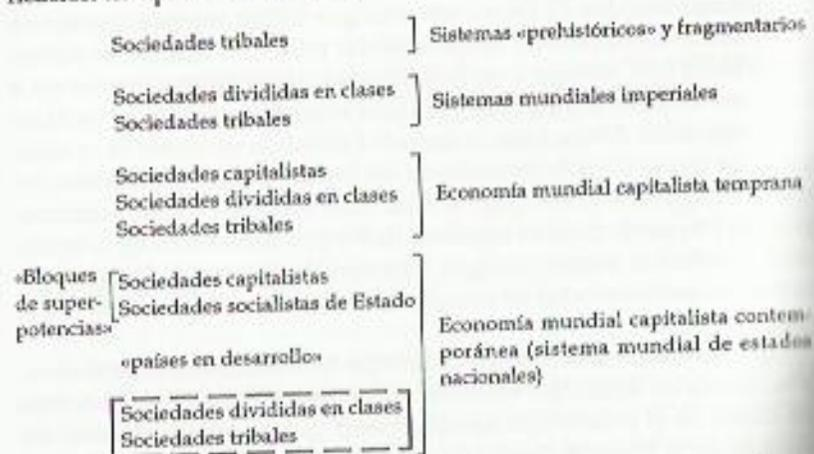 Sociedades tribales
Sistemas «prehistóricos» y fragmentarios
Sociedades divididas en clases
Sociedades tribales
Sistemas mundiales imperiales
Sociedades capitalistas
Sociedades divididas en clases
Sociedades tribales
Economía mundial capitalista temprana
«Bloques
de super-
potencias»
Sociedades capitalistas
Sociedades socialistas de Estado
«países en desarrollo»
Sociedades divididas en clases
Sociedades tribales
Economía mundial capitalista contem
poránea (sistema mundial de estados
nacionales)